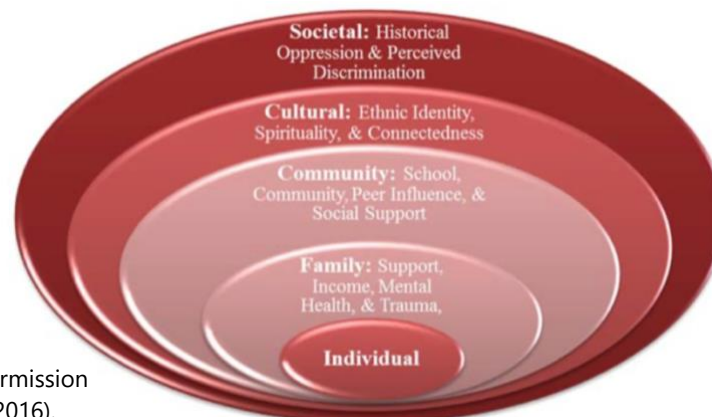 Societal: Historical
Oppression & Perceived
Discrimination
Cultural: Ethnic Identity,
Spirituality, & Connectedness
Community: School,
Community, Peer Influence, &
Social Support
Family: Support,
Income, Mental
Health, & Trauma,
Individual
rmission
2016).